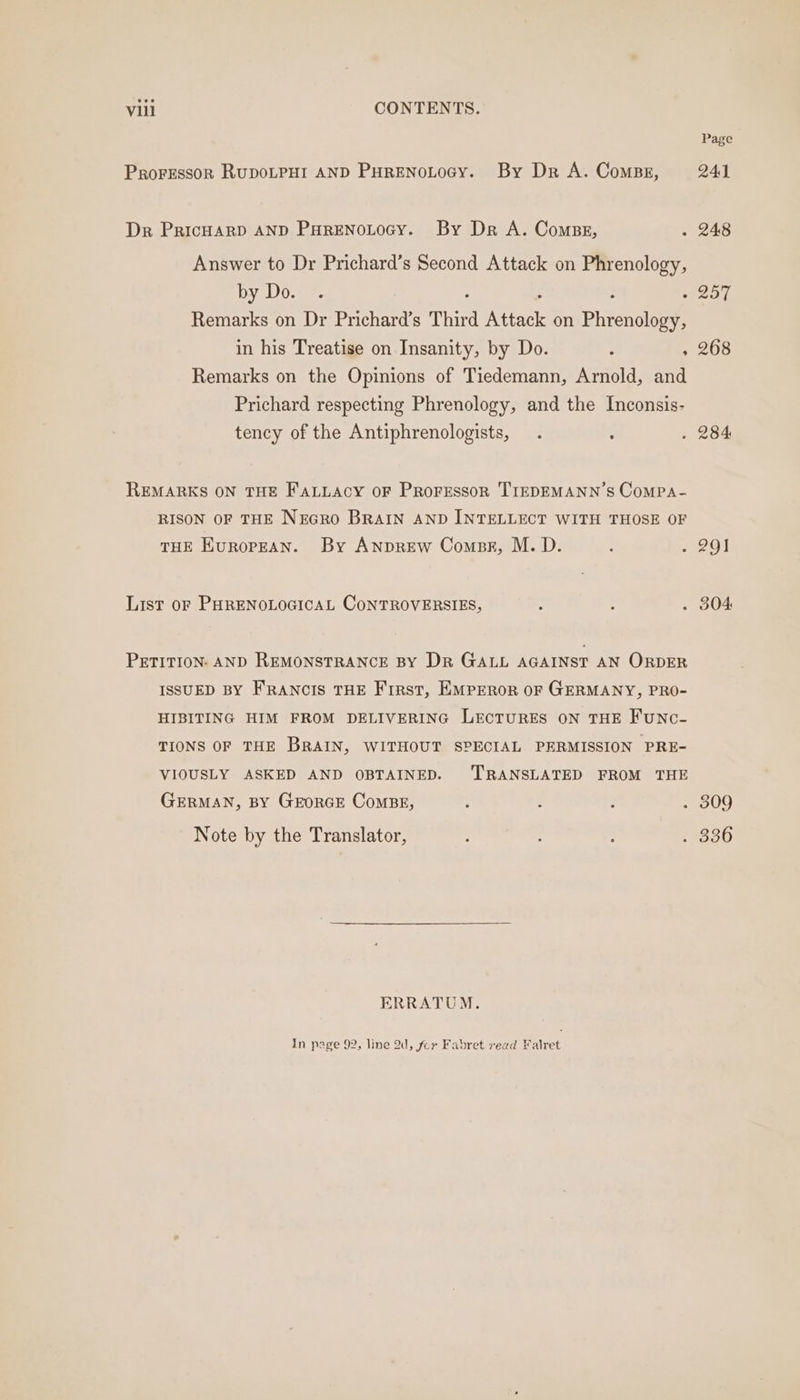 viii CONTENTS.
Page
PROFESSOR RUDOLPHI AND PHRENOLOGY. By DR A. COMBE, 241
DR PRICHARD AND PHRENOLOGY. By DR A. COMBE, . 248
Answer to Dr Prichard's Second Attack on Phrenology,
by Do. . . . . . 257
Remarks on Dr Prichard's Third Attack on Phrenology,
in his Treatise on Insanity, by Do. . . 268
Remarks on the Opinions of Tiedemann, Arnold, and
Prichard respecting Phrenology, and the Inconsis-
tency of the Antiphrenologists, . . . 284
REMARKS ON THE FALLACY OF PROFESSOR TIEDEMANN'S COMPA-
RISON OF THE NEGRO BRAIN AND INTELLECT WITH THOSE OF
THE EUROPEAN. By ANDREW COMBE, M. D. . . 291
LIST OF PHRENOLOGICAL CONTROVERSIES, . . . 304
PETITION AND REMONSTRANCE BY DR GALL AGAINST AN ORDER
ISSUED BY FRANCIS THE FIRST, EMPEROR OF GERMANY, PRO-
HIBITING HIM FROM DELIVERING LECTURES ON THE FUNC-
TIONS OF THE BRAIN, WITHOUT SPECIAL PERMISSION PRE-
VIOUSLY ASKED AND OBTAINED. TRANSLATED FROM THE
GERMAN, BY GEORGE COMBE, . . . . 309
Note by the Translator, . . . . 336
ERRATUM.
In page 92, line 2d, for Fabret read Falret